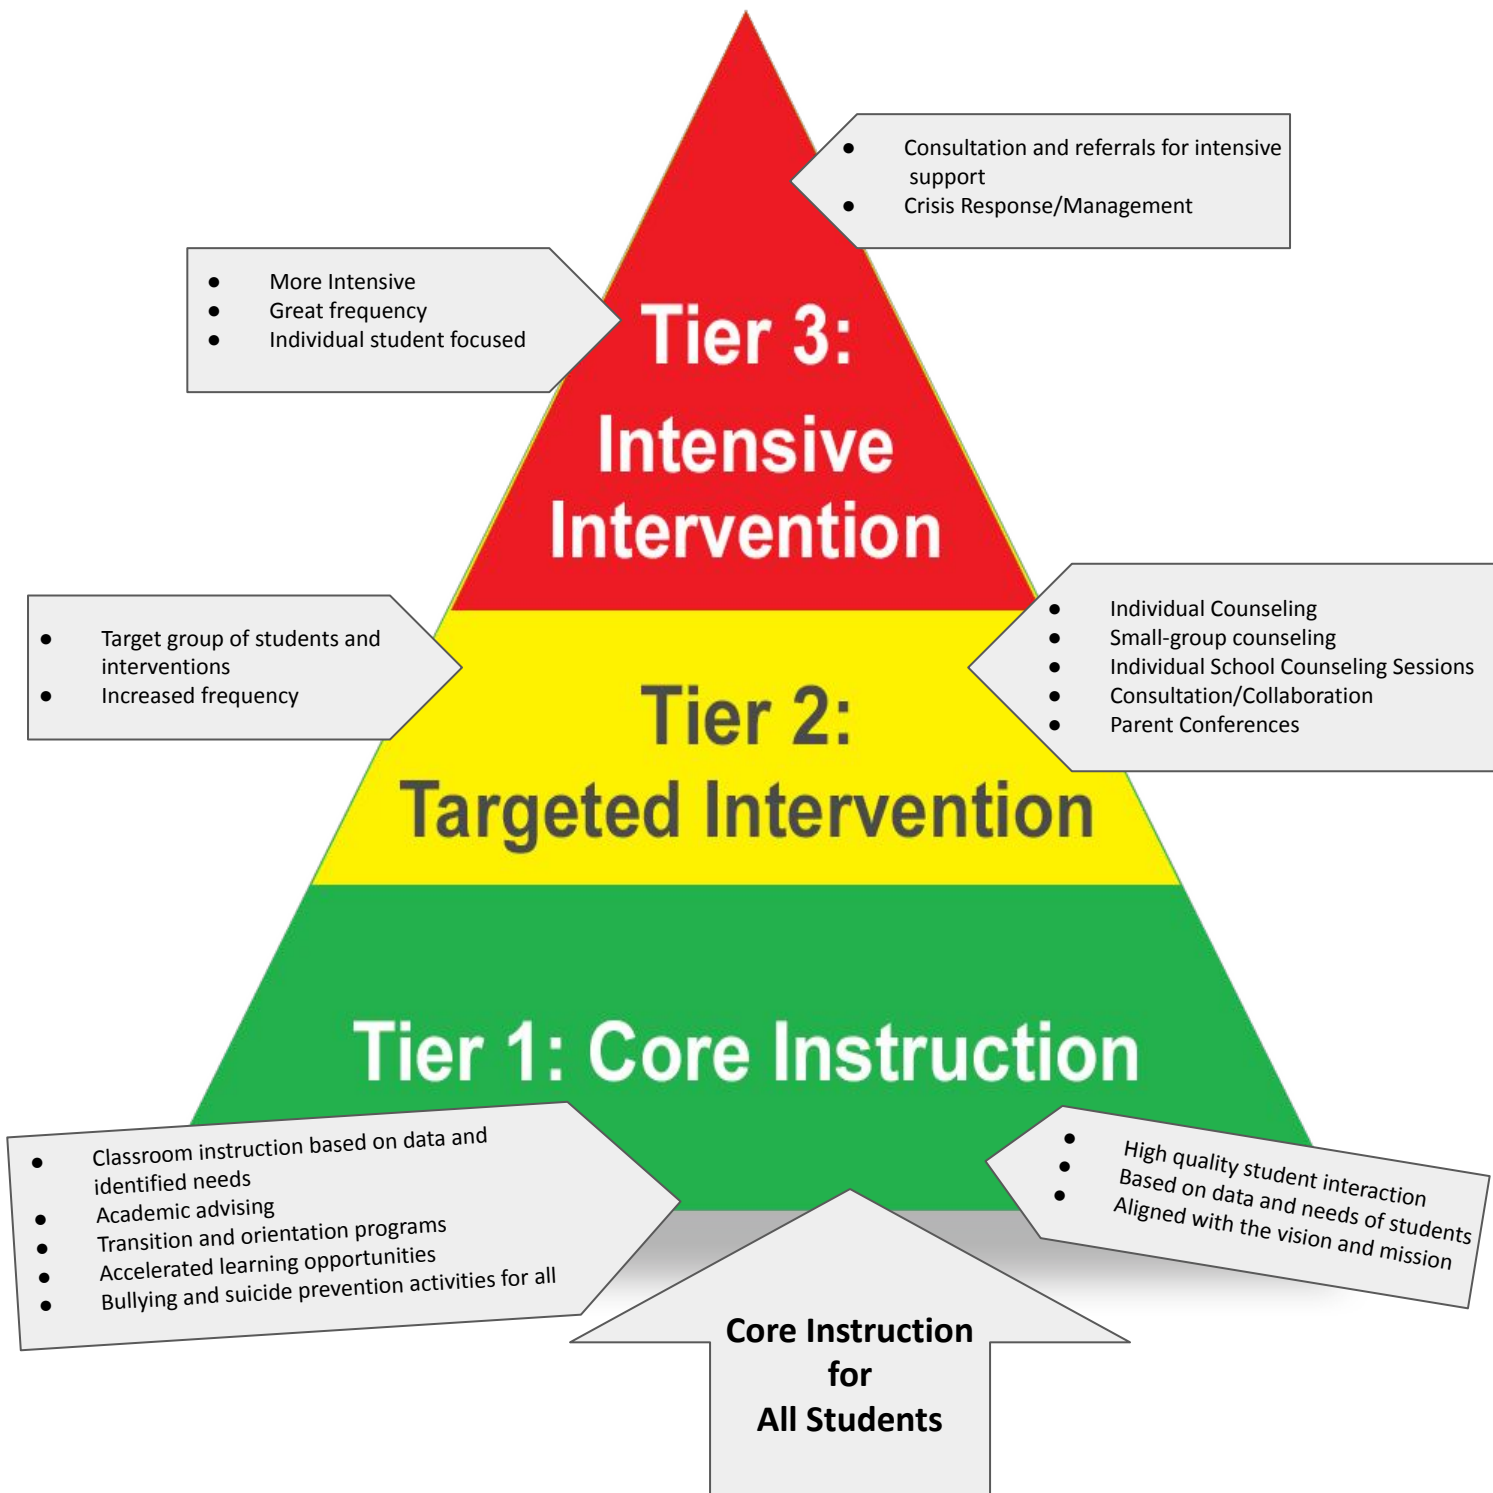 ● Consultation and referrals for intensive
support
● Crisis Response/Management
● More Intensive
● Great frequency
● Individual student focused
Tier 3:
Intensive
Intervention
● Target group of students and
interventions
● Increased frequency
● Individual Counseling
● Small-group counseling
● Individual School Counseling Sessions
● Consultation/Collaboration
● Parent Conferences
Tier 2:
Targeted Intervention
Tier 1: Core Instruction
● Classroom instruction based on data and
identified needs
● Academic advising
● Transition and orientation programs
● Accelerated learning opportunities
● Bullying and suicide prevention activities for all
● High quality student interaction
● Based on data and needs of students
● Aligned with the vision and mission
Core Instruction
for
All Students